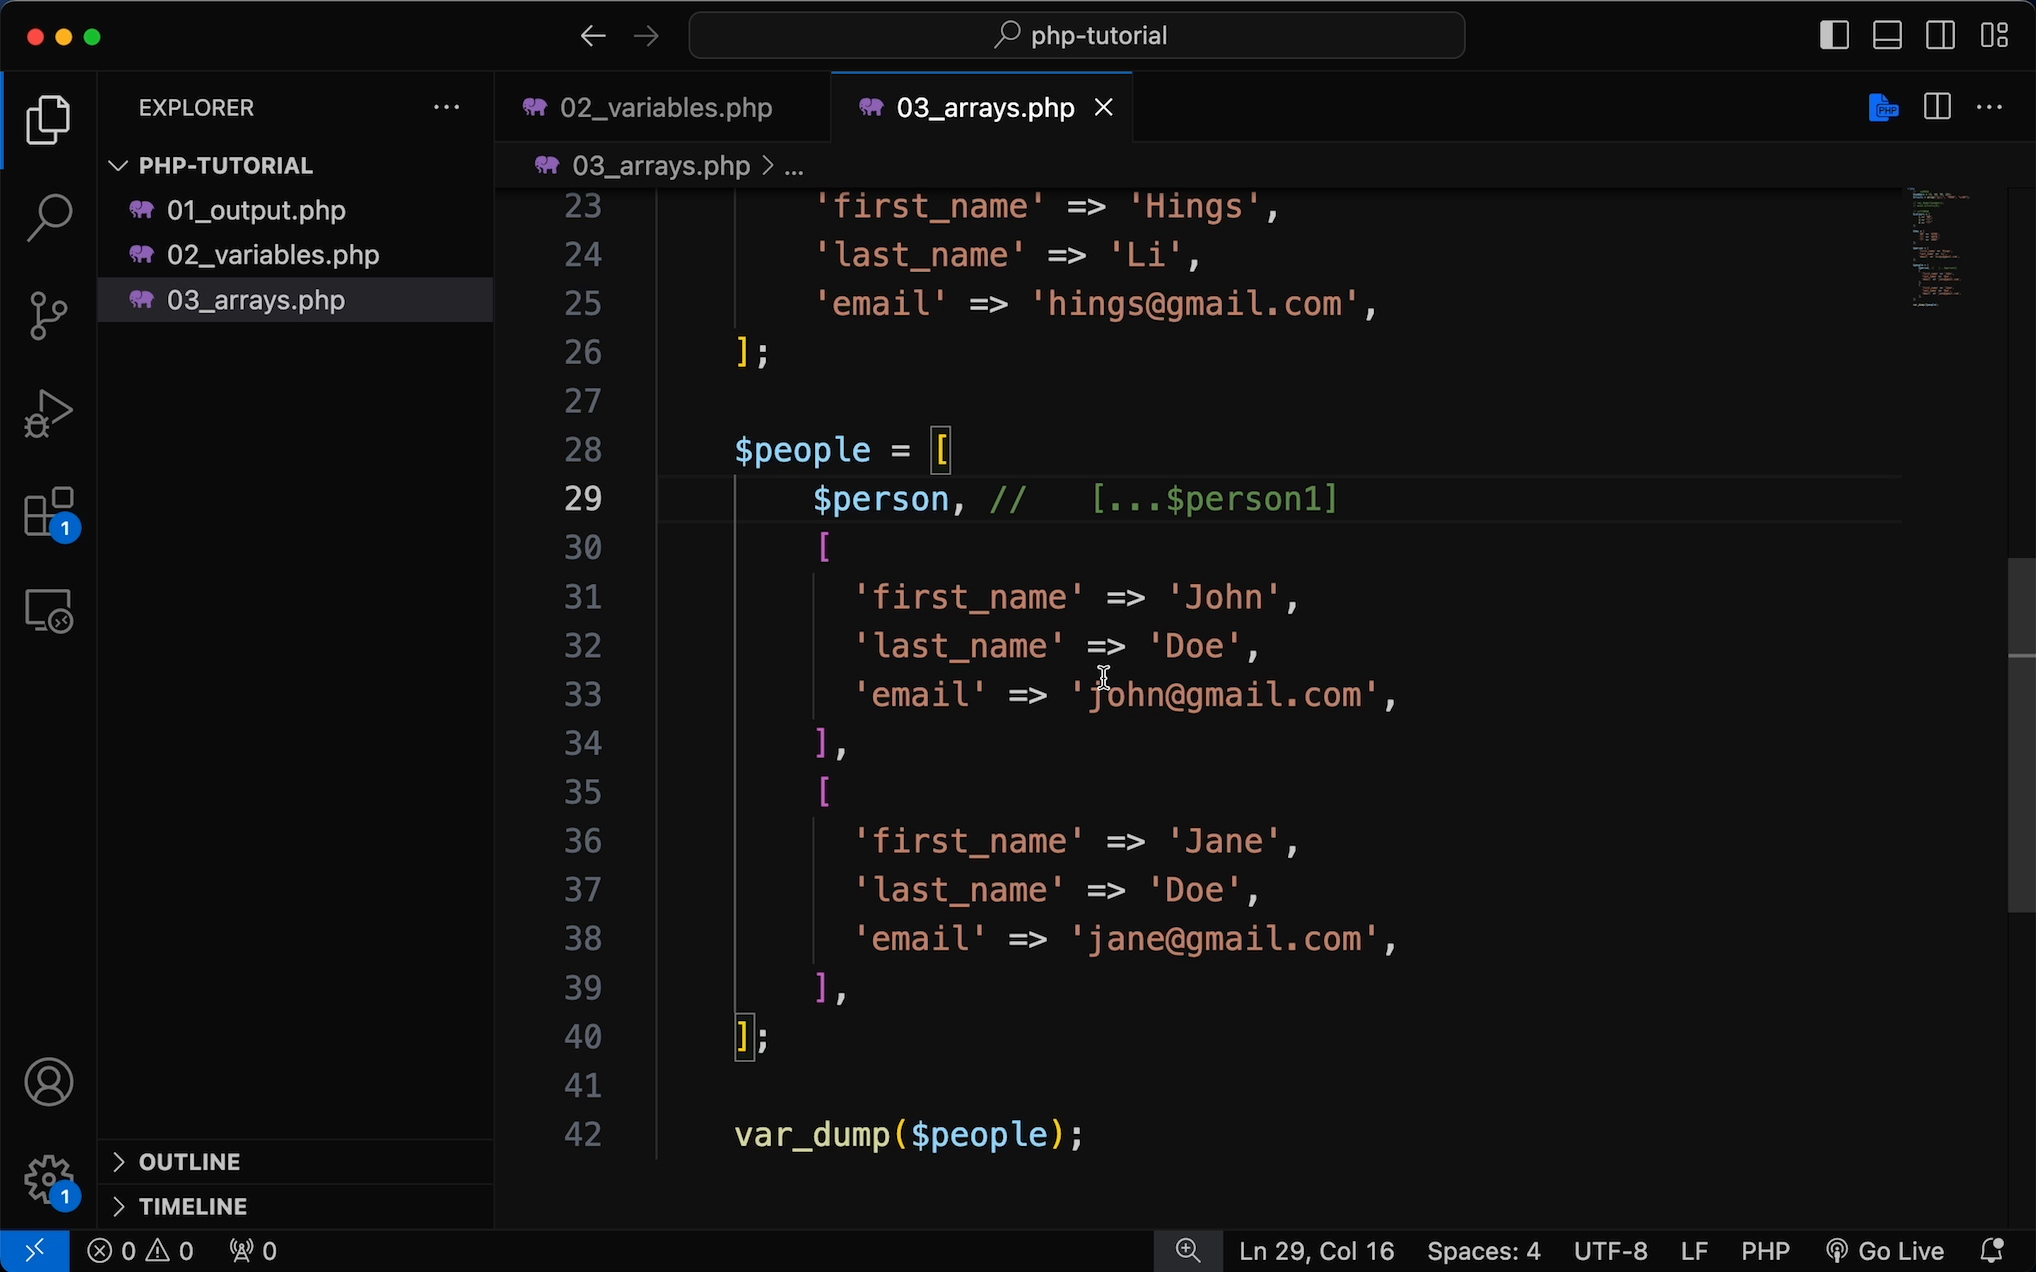 php-tutorial
EXPLORER
02_variables.php
03_arrays.php
PHP-TUTORIAL
03_arrays.php > ...
01_output.php
02_variables.php
03_arrays.php
23 'first_name' => 'Hings',
24 'last_name' => 'Li',
25 'email' => 'hings@gmail.com',
26 ];
27
28 $people = [
29 $person, // [...$person1]
30 [
31 'first_name' => 'John',
32 'last_name' => 'Doe',
33 'email' => 'john@gmail.com',
34 ],
35 [
36 'first_name' => 'Jane',
37 'last_name' => 'Doe',
38 'email' => 'jane@gmail.com',
39 ],
40 ];
41
42 var_dump($people);
1
1
OUTLINE
TIMELINE
0 0 0 Ln 29, Col 16 Spaces: 4 UTF-8 LF PHP Go Live